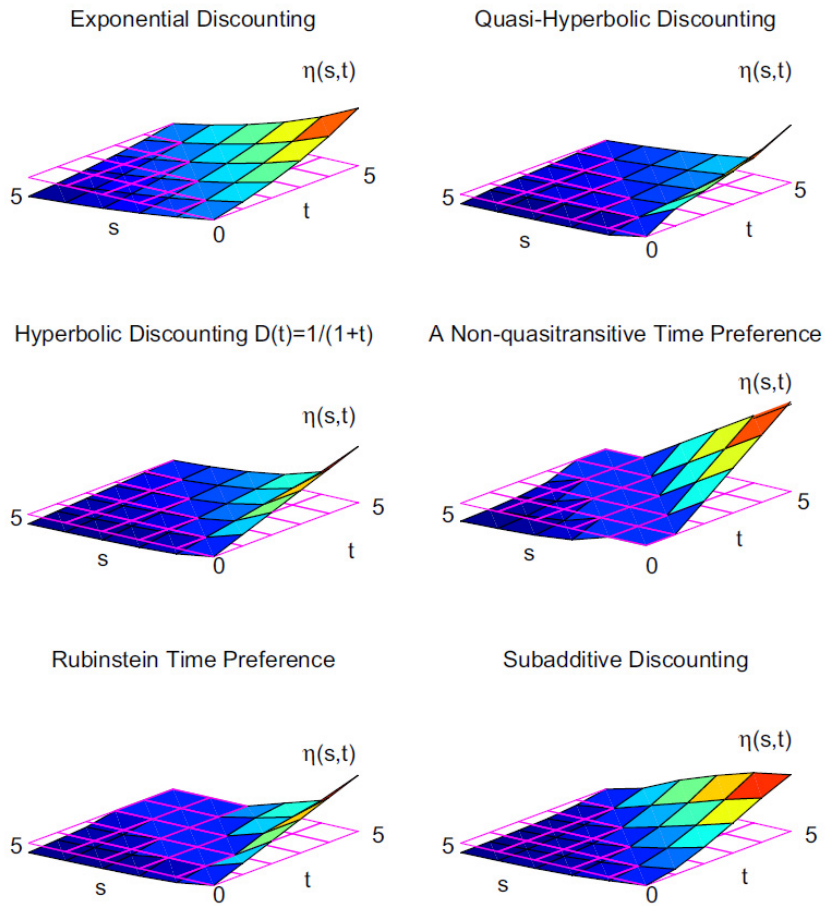 Exponential Discounting
η(s,t)
5
5
s
t
0
Quasi-Hyperbolic Discounting
η(s,t)
5
5
s
t
0
Hyperbolic Discounting D(t)=1/(1+t)
η(s,t)
5
5
s
t
0
A Non-quasitransitive Time Preference
η(s,t)
5
5
s
t
0
Rubinstein Time Preference
η(s,t)
5
5
s
t
0
Subadditive Discounting
η(s,t)
5
5
s
t
0